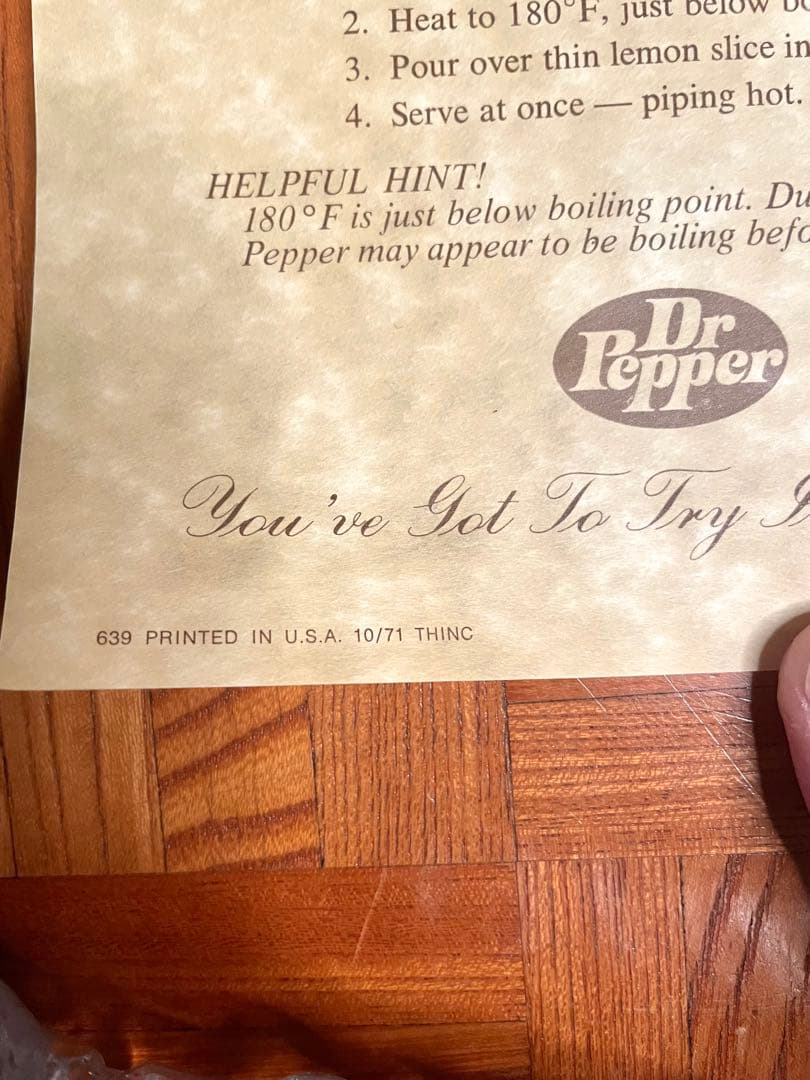 2. Heat to 180°F, just below
3. Pour over thin lemon slice in
4. Serve at once — piping hot.
HELPFUL HINT!
180°F is just below boiling point.
Pepper may appear to be boiling
Dr
Pepper
You've Got To Try
639 PRINTED IN U.S.A. 10/71 THINC